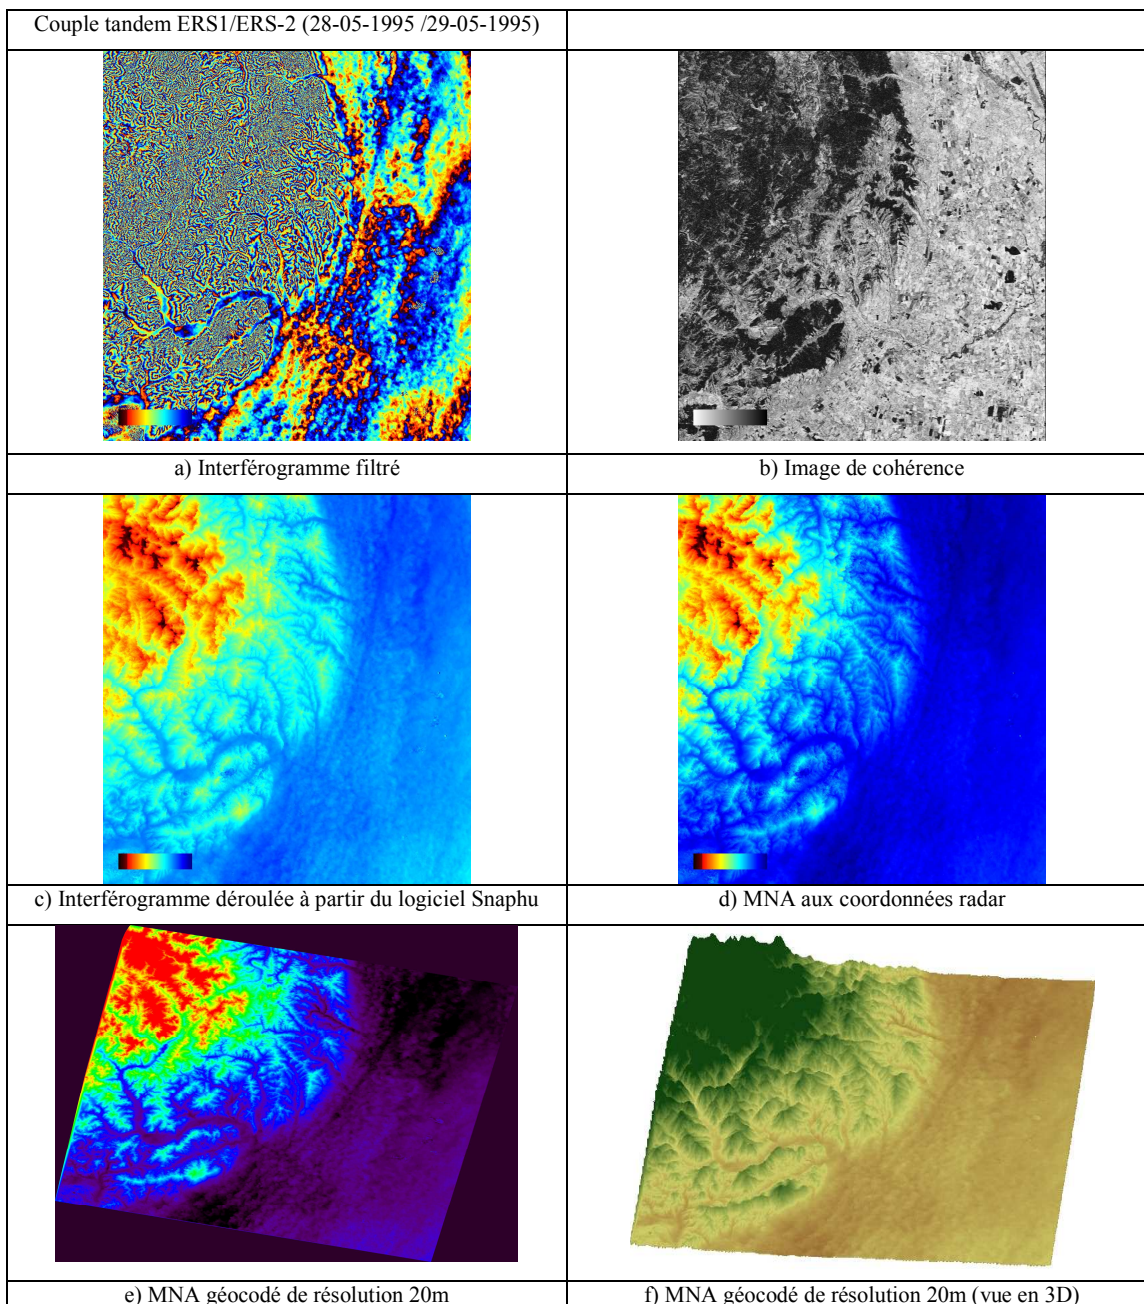 Couple tandem ERS1/ERS-2 (28-05-1995 /29-05-1995)
a) Interférogramme filtré
b) Image de cohérence
c) Interférogramme déroulée à partir du logiciel Snaphu
d) MNA aux coordonnées radar
e) MNA géocodé de résolution 20m
f) MNA géocodé de résolution 20m (vue en 3D)